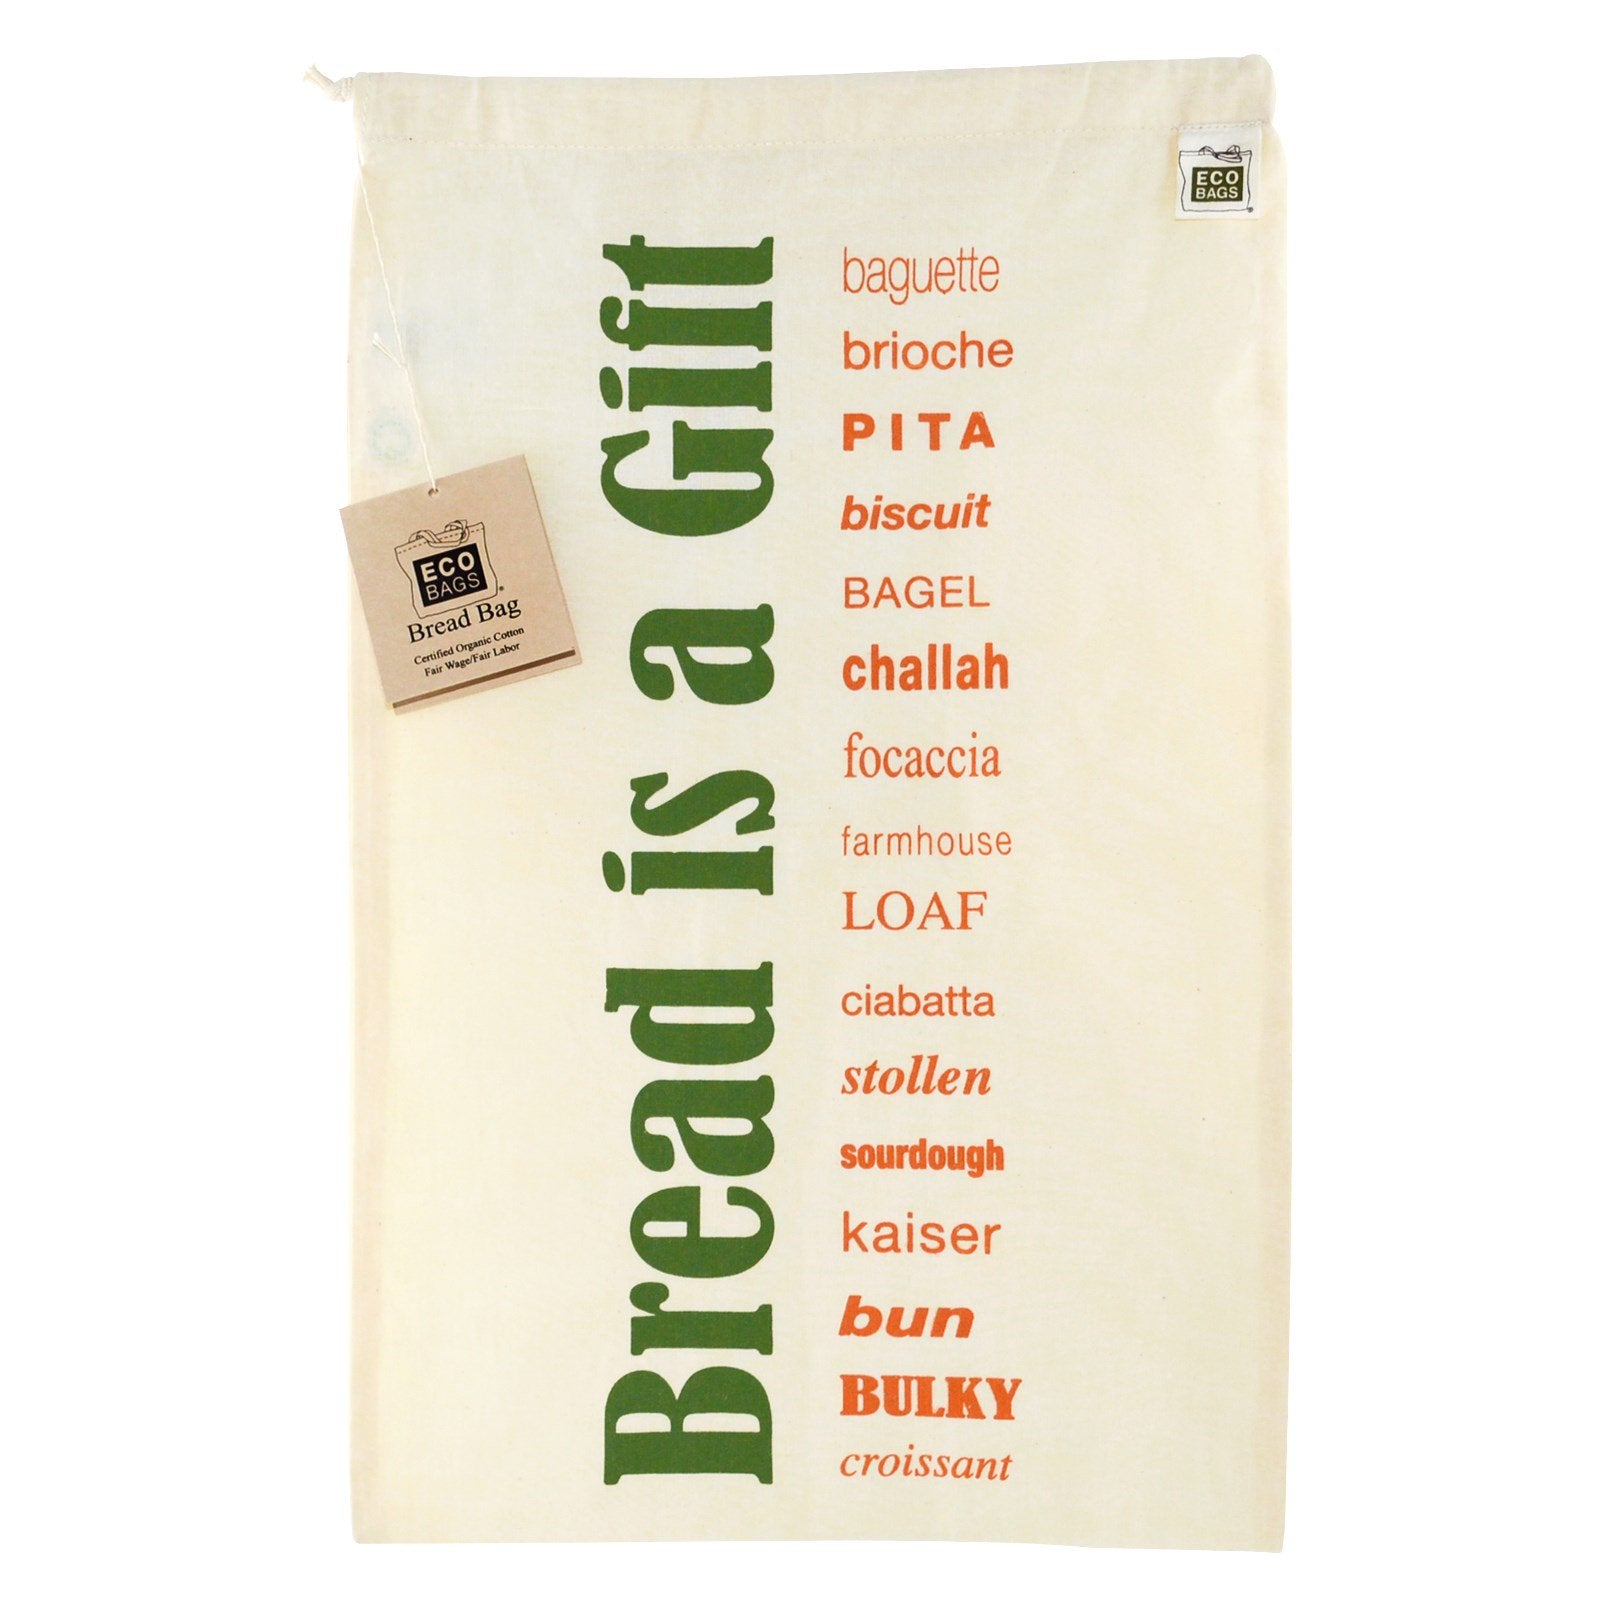 ECO
BAGS
Bread is a Gift
baguette
brioche
PITA
biscuit
BAGEL
challah
focaccia
farmhouse
LOAF
ciabatta
stollen
sourdough
kaiser
bun
BULKY
croissant
ECO
BAGS
Bread Bag
Certified Organic Cotton
Fair Wage/Fair Labor